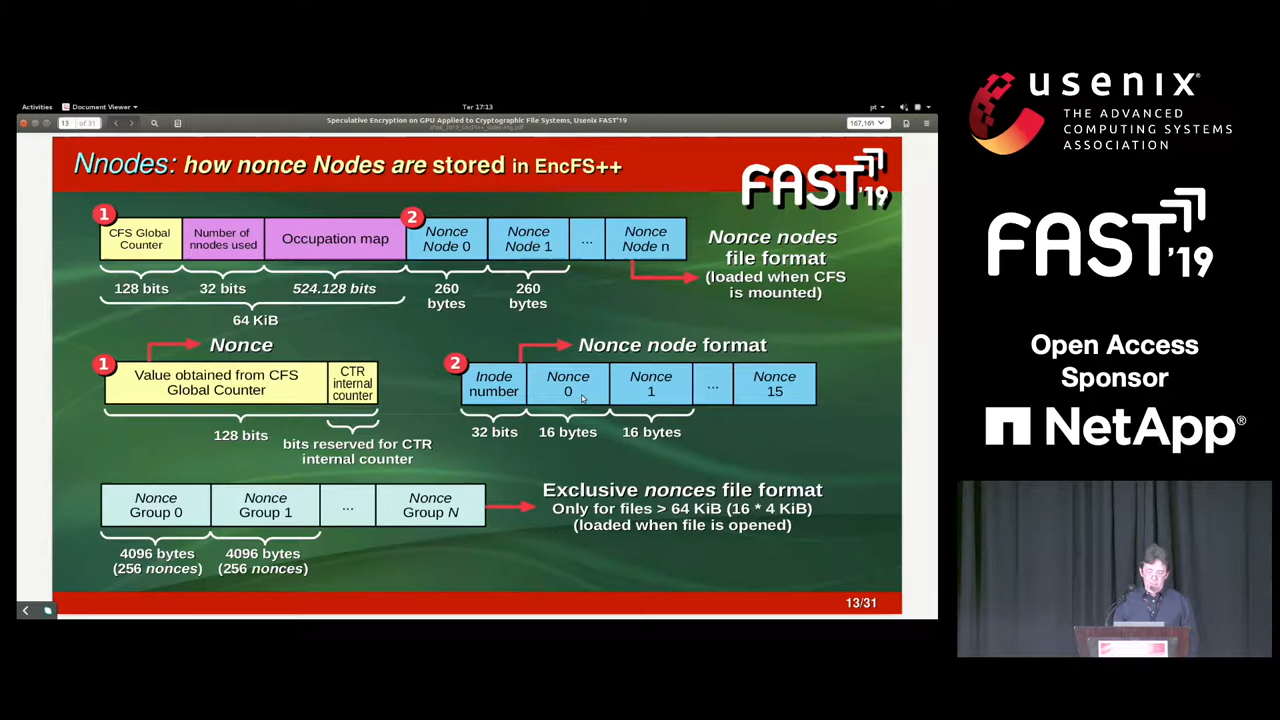 Activities
Document Viewer
Ter 17:13
pt
13
of 31
Speculative Encryption on GPU Applied to Cryptographic File Systems, Usenix FAST'19
167,16%
Nnodes: how nonce Nodes are stored in EncFS++
FAST'19
1
CFS Global
Counter
Number of
nnodes used
Occupation map
2
Nonce
Node 0
Nonce
Node 1
...
Nonce
Node n
128 bits
32 bits
524.128 bits
260
bytes
260
bytes
64 KiB
Nonce nodes
file format
(loaded when CFS
is mounted)
1
Nonce
Value obtained from CFS
Global Counter
CTR
internal
counter
128 bits
bits reserved for CTR
internal counter
2
Nonce node format
Inode
number
Nonce
0
Nonce
1
...
Nonce
15
32 bits
16 bytes
16 bytes
Nonce
Group 0
Nonce
Group 1
...
Nonce
Group N
4096 bytes
(256 nonces)
4096 bytes
(256 nonces)
Exclusive nonces file format
Only for files > 64 KiB (16 * 4 KiB)
(loaded when file is opened)
13/31
usenix®
THE ADVANCED
COMPUTING SYSTEMS
ASSOCIATION
FAST'19
Open Access
Sponsor
NetApp®